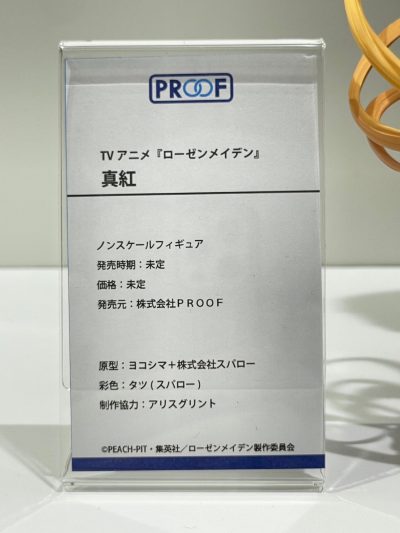 PROOF
TV アニメ『ローゼンメイデン』
真紅
ノンスケールフィギュア
発売時期：未定
価格：未定
発売元：株式会社ＰＲＯＯＦ
原型：ヨコシマ＋株式会社スパロー
彩色：タツ ( スパロー )
制作協力：アリスグリント
©PEACH-PIT・集英社／ローゼンメイデン製作委員会